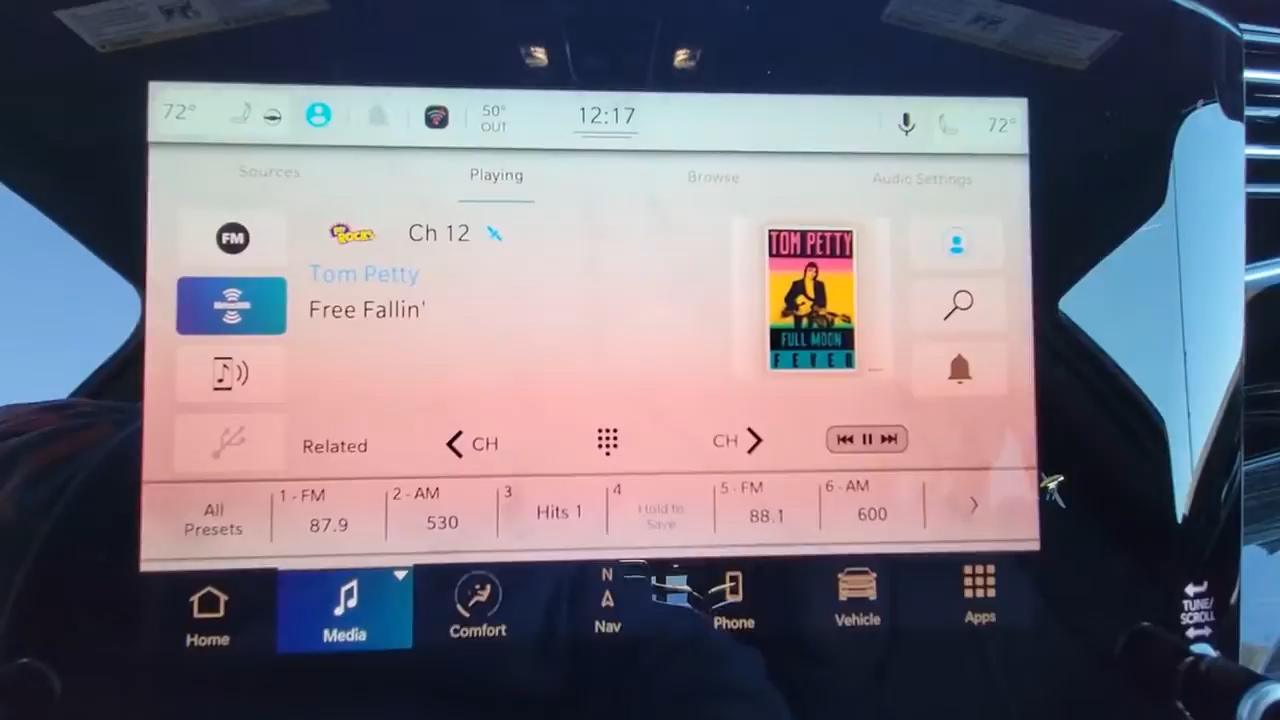 72°
50°
OUT
12:17
72°
Sources
Playing
Browse
Audio Settings
FM
ROCKS
Ch 12
Tom Petty
Free Fallin'
TOM PETTY
FULL MOON
FEVER
Related
CH
CH
All
Presets
1 - FM
87.9
2 - AM
530
3
Hits 1
4
Hold to
Save
5 - FM
88.1
6 - AM
600
Home
Media
Comfort
N
Nav
Phone
Vehicle
Apps
TUNE/
SCROLL